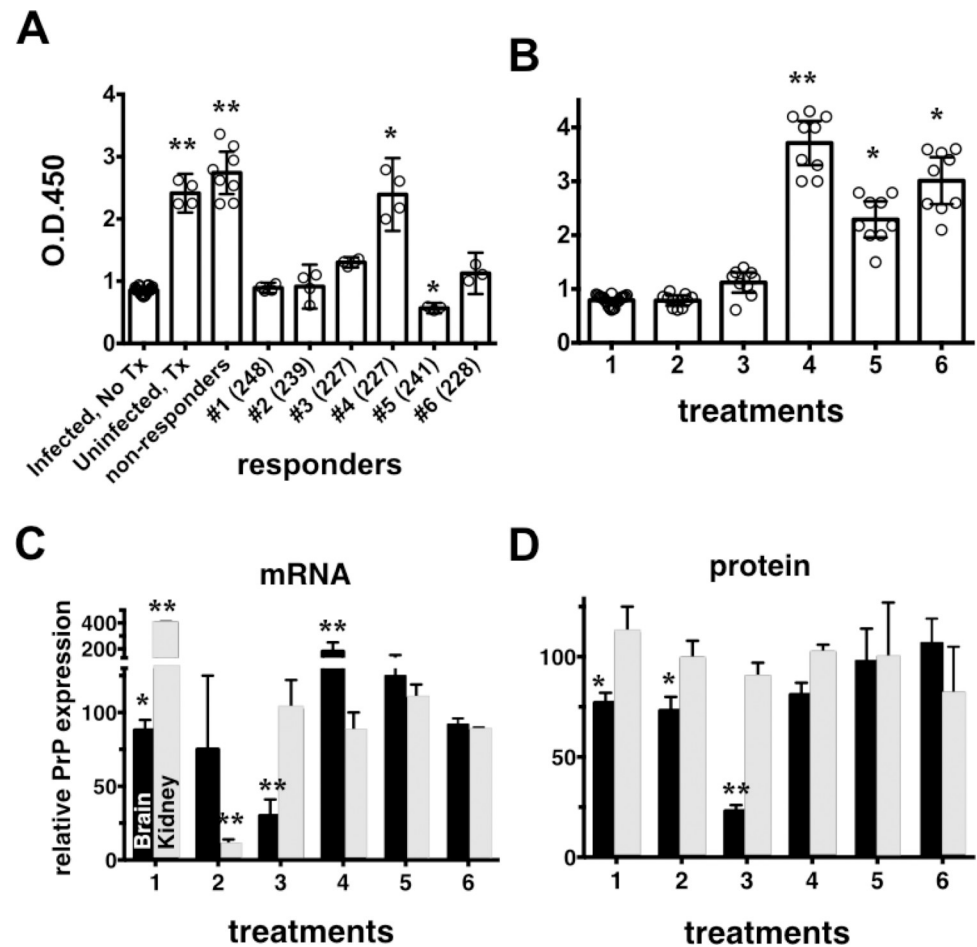 A
O.D.450
4
3
2
1
0
**
**
*
*
Infected, No Tx
Uninfected, Tx
non-responders
#1 (248)
#2 (239)
#3 (227)
#4 (227)
#5 (241)
#6 (228)
responders
B
4
3
2
1
0
**
*
*
1 2 3 4 5 6
treatments
C
mRNA
relative PrP expression
400
200
100
50
0
**
*
**
**
**
Brain
Kidney
1 2 3 4 5 6
treatments
D
protein
100
50
0
*
*
**
1 2 3 4 5 6
treatments